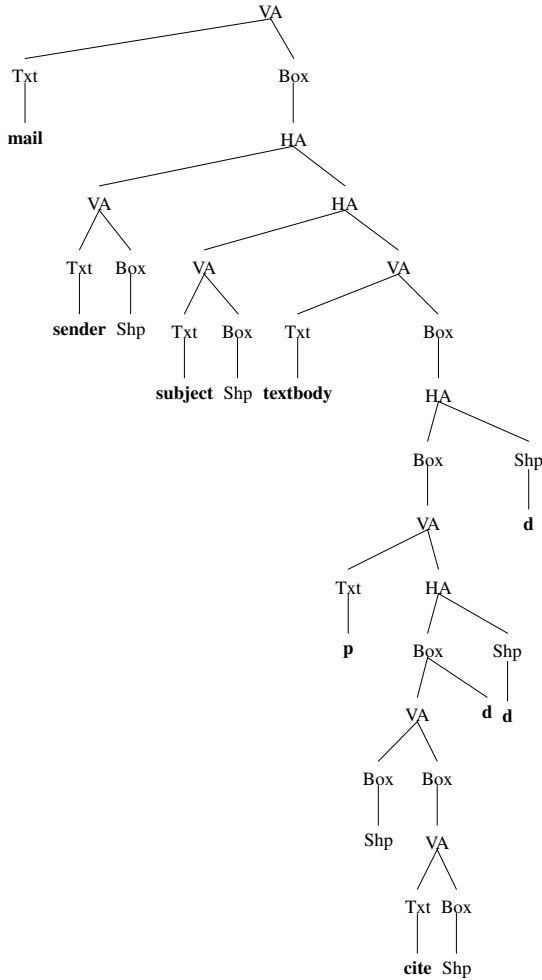 VA
Txt Box
mail HA
VA HA
Txt Box VA VA
sender Shp Txt Box Txt Box
subject Shp textbody HA
Box Shp
VA d
Txt HA
p Box Shp
VA d d
Box Box
Shp VA
Txt Box
cite Shp